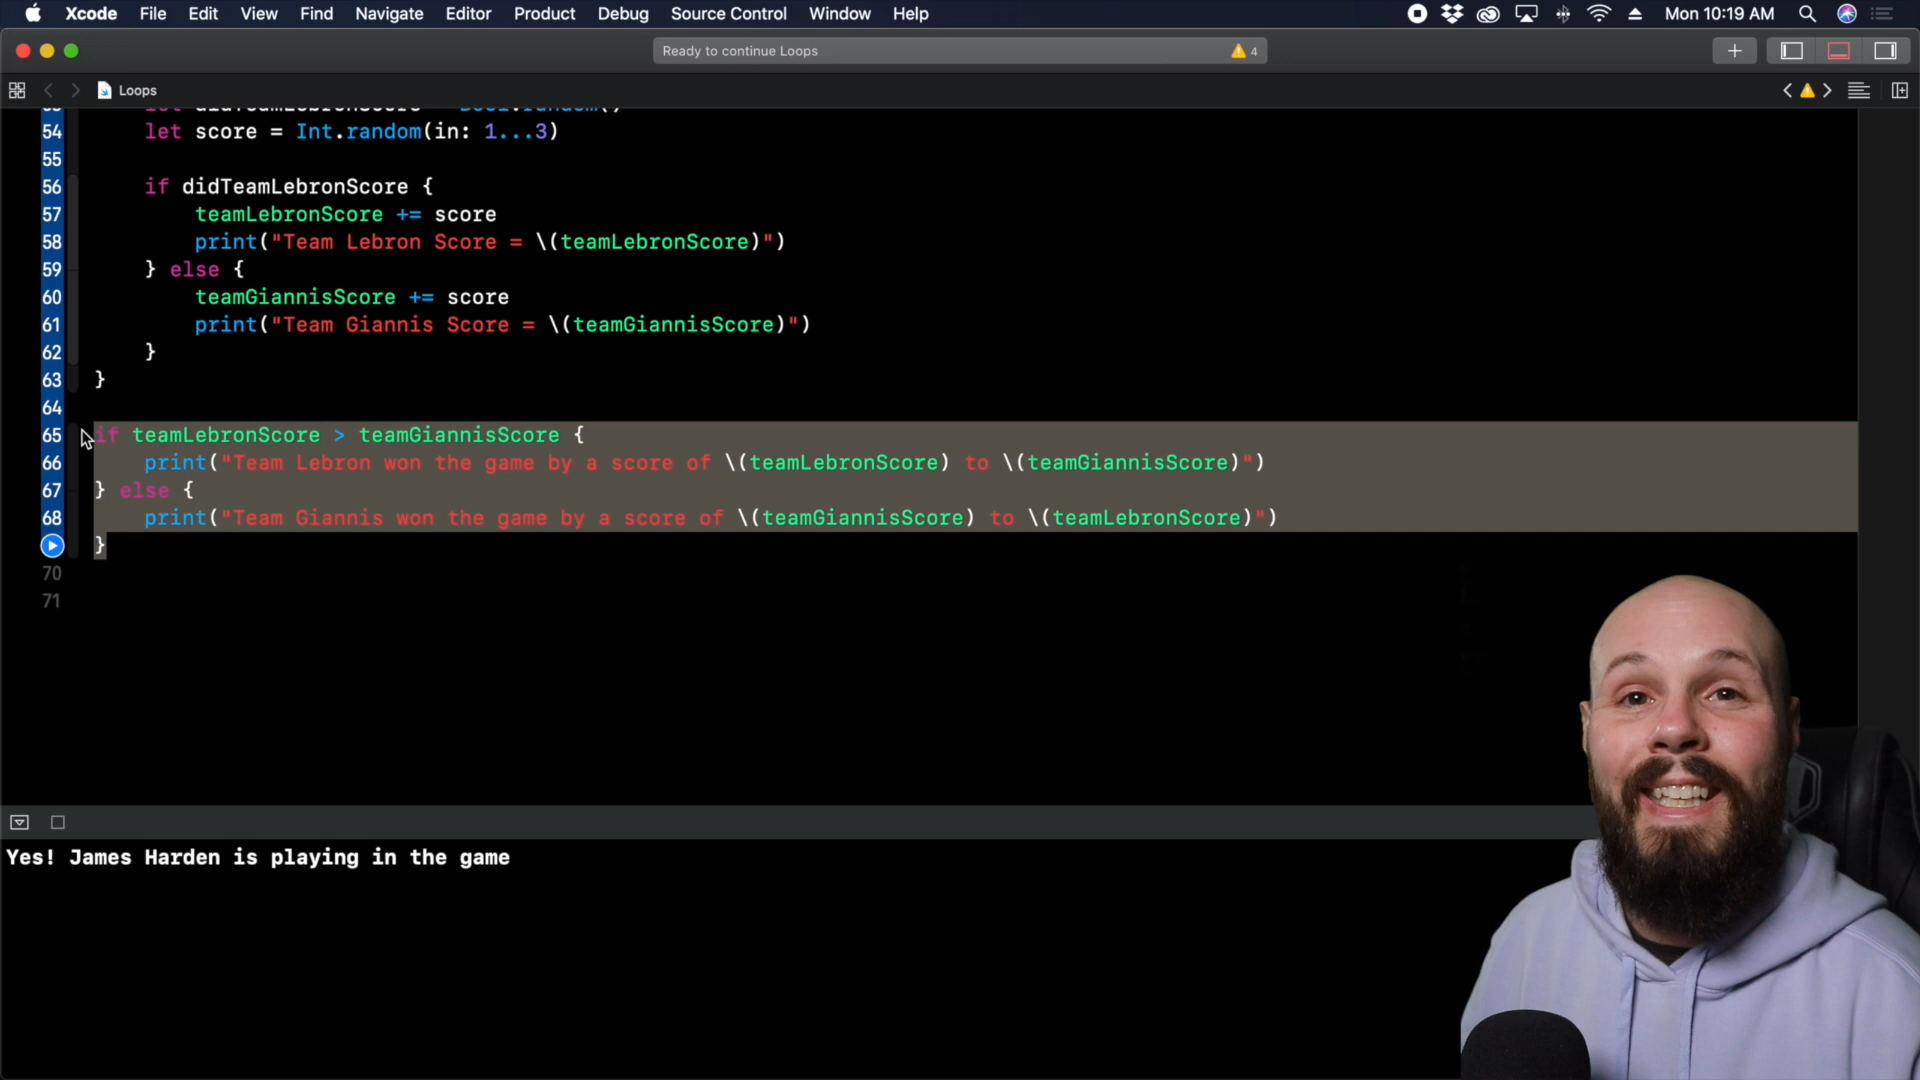 Xcode File Edit View Find Navigate Editor Product Debug Source Control Window Help Mon 10:19 AM
Ready to continue Loops 4
Loops
54 let score = Int.random(in: 1...3)
55
56 if didTeamLebronScore {
57 teamLebronScore += score
58 print("Team Lebron Score = \(teamLebronScore)")
59 } else {
60 teamGiannisScore += score
61 print("Team Giannis Score = \(teamGiannisScore)")
62 }
63 }
64
65 if teamLebronScore > teamGiannisScore {
66 print("Team Lebron won the game by a score of \(teamLebronScore) to \(teamGiannisScore)")
67 } else {
68 print("Team Giannis won the game by a score of \(teamGiannisScore) to \(teamLebronScore)")
}
70
71
Yes! James Harden is playing in the game